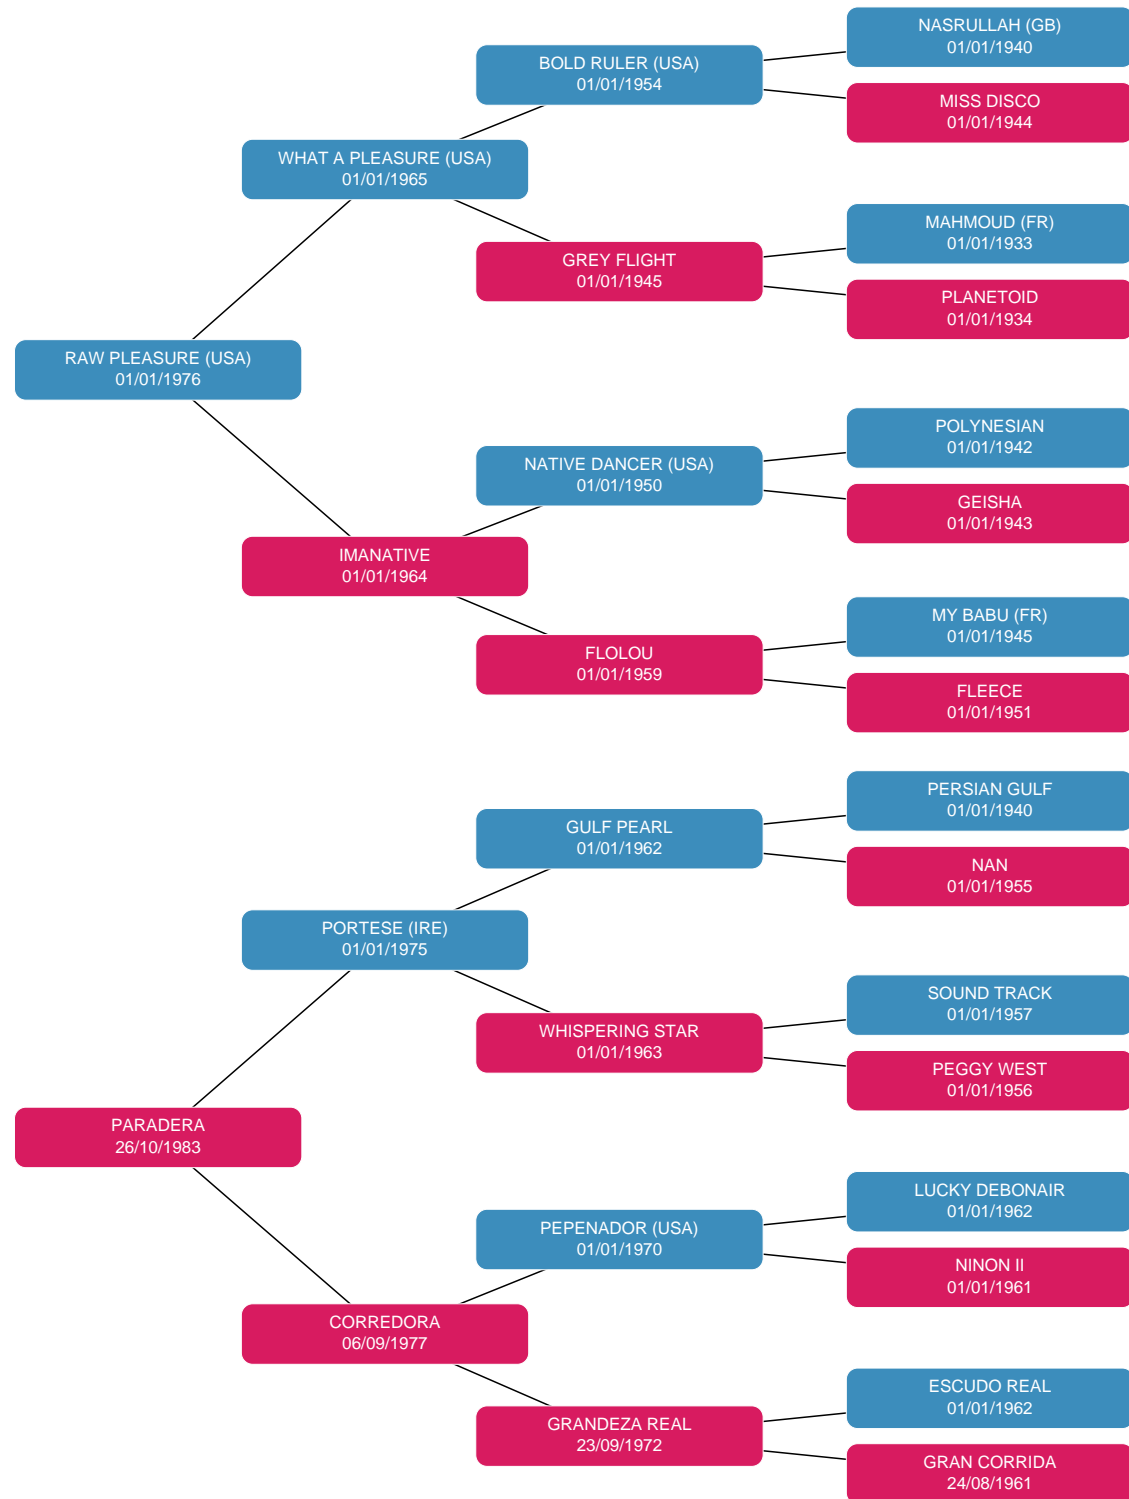 NASRULLAH (GB)
01/01/1940
BOLD RULER (USA)
01/01/1954
MISS DISCO
01/01/1944
WHAT A PLEASURE (USA)
01/01/1965
MAHMOUD (FR)
01/01/1933
GREY FLIGHT
01/01/1945
PLANETOID
01/01/1934
RAW PLEASURE (USA)
01/01/1976
POLYNESIAN
01/01/1942
NATIVE DANCER (USA)
01/01/1950
GEISHA
01/01/1943
IMANATIVE
01/01/1964
MY BABU (FR)
01/01/1945
FLOLOU
01/01/1959
FLEECE
01/01/1951
PERSIAN GULF
01/01/1940
GULF PEARL
01/01/1962
NAN
01/01/1955
PORTESE (IRE)
01/01/1975
SOUND TRACK
01/01/1957
WHISPERING STAR
01/01/1963
PEGGY WEST
01/01/1956
PARADERA
26/10/1983
LUCKY DEBONAIR
01/01/1962
PEPENADOR (USA)
01/01/1970
NINON II
01/01/1961
CORREDORA
06/09/1977
ESCUDO REAL
01/01/1962
GRANDEZA REAL
23/09/1972
GRAN CORRIDA
24/08/1961